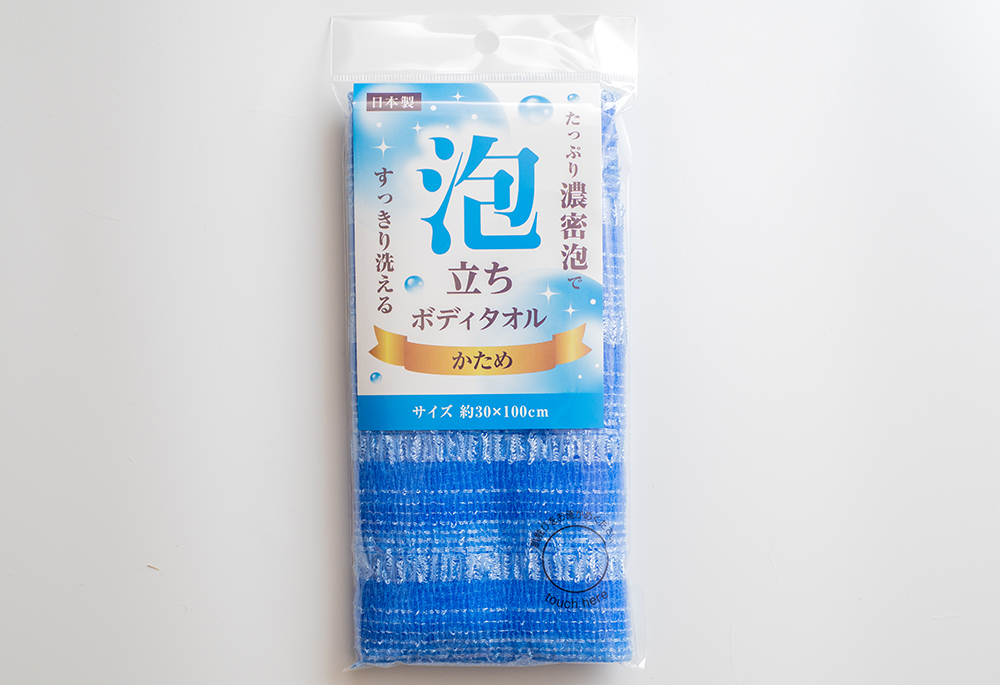 日本製
たっぷり濃密泡で
すっきり洗える
泡
立ち
ボディタオル
かため
サイズ 約30×100cm
touch here